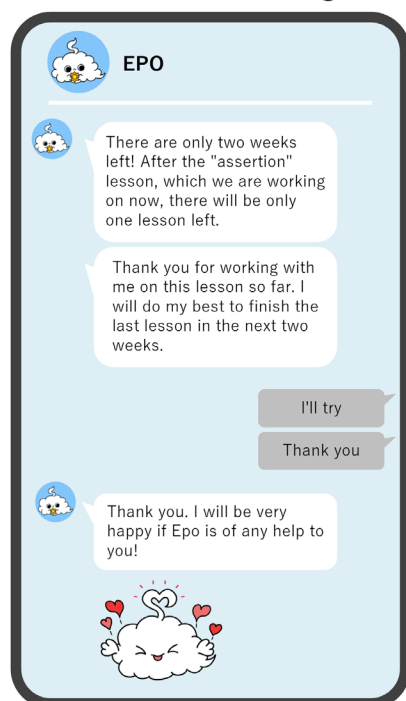 EPO
There are only two weeks
left! After the "assertion"
lesson, which we are working
on now, there will be only
one lesson left.
Thank you for working with
me on this lesson so far. I
will do my best to finish the
last lesson in the next two
weeks.
I'll try
Thank you
Thank you. I will be very
happy if Epo is of any help to
you!